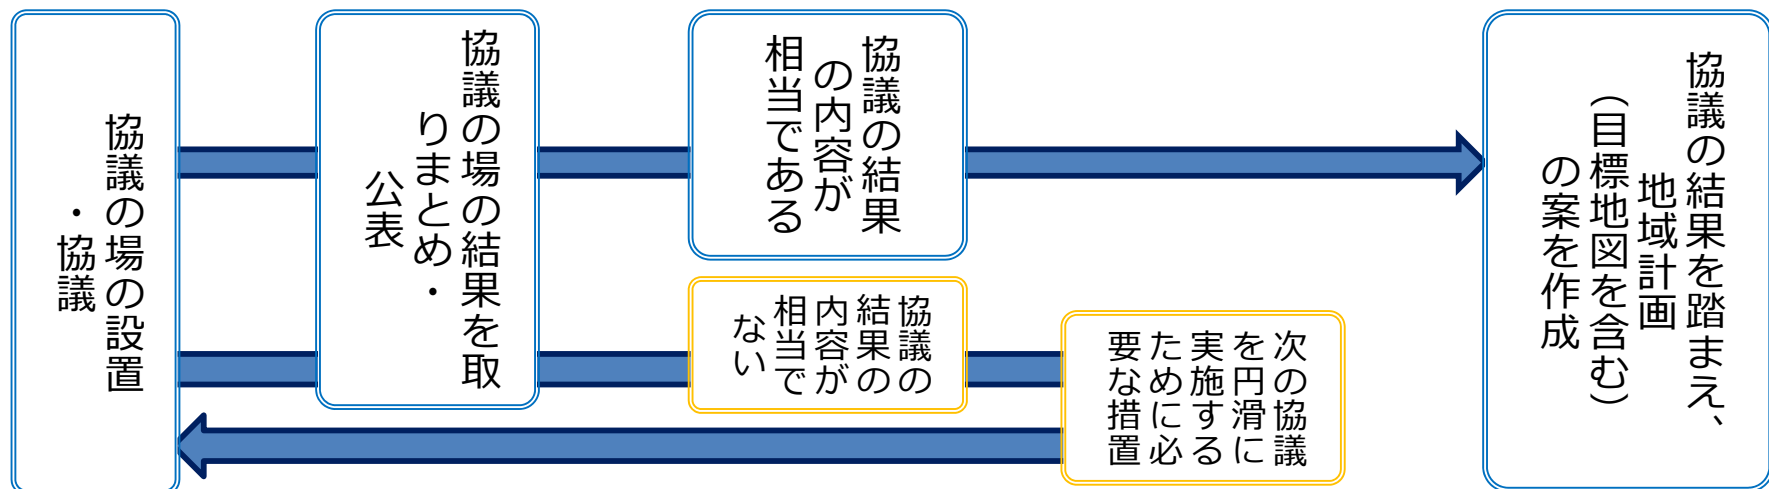 協議の場の設置
・協議
協議の場の結果を取
りまとめ・
公表
協議の結果
の内容が
相当である
協議の
結果の
内容が
相当で
ない
次の協議
を円滑に
実施する
ために必
要な措置
協議の結果を踏まえ、
地域計画
（目標地図を含む）
の案を作成